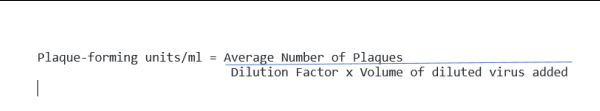 Plaque-forming units/ml = Average Number of Plaques
Dilution Factor x Volume of diluted virus added